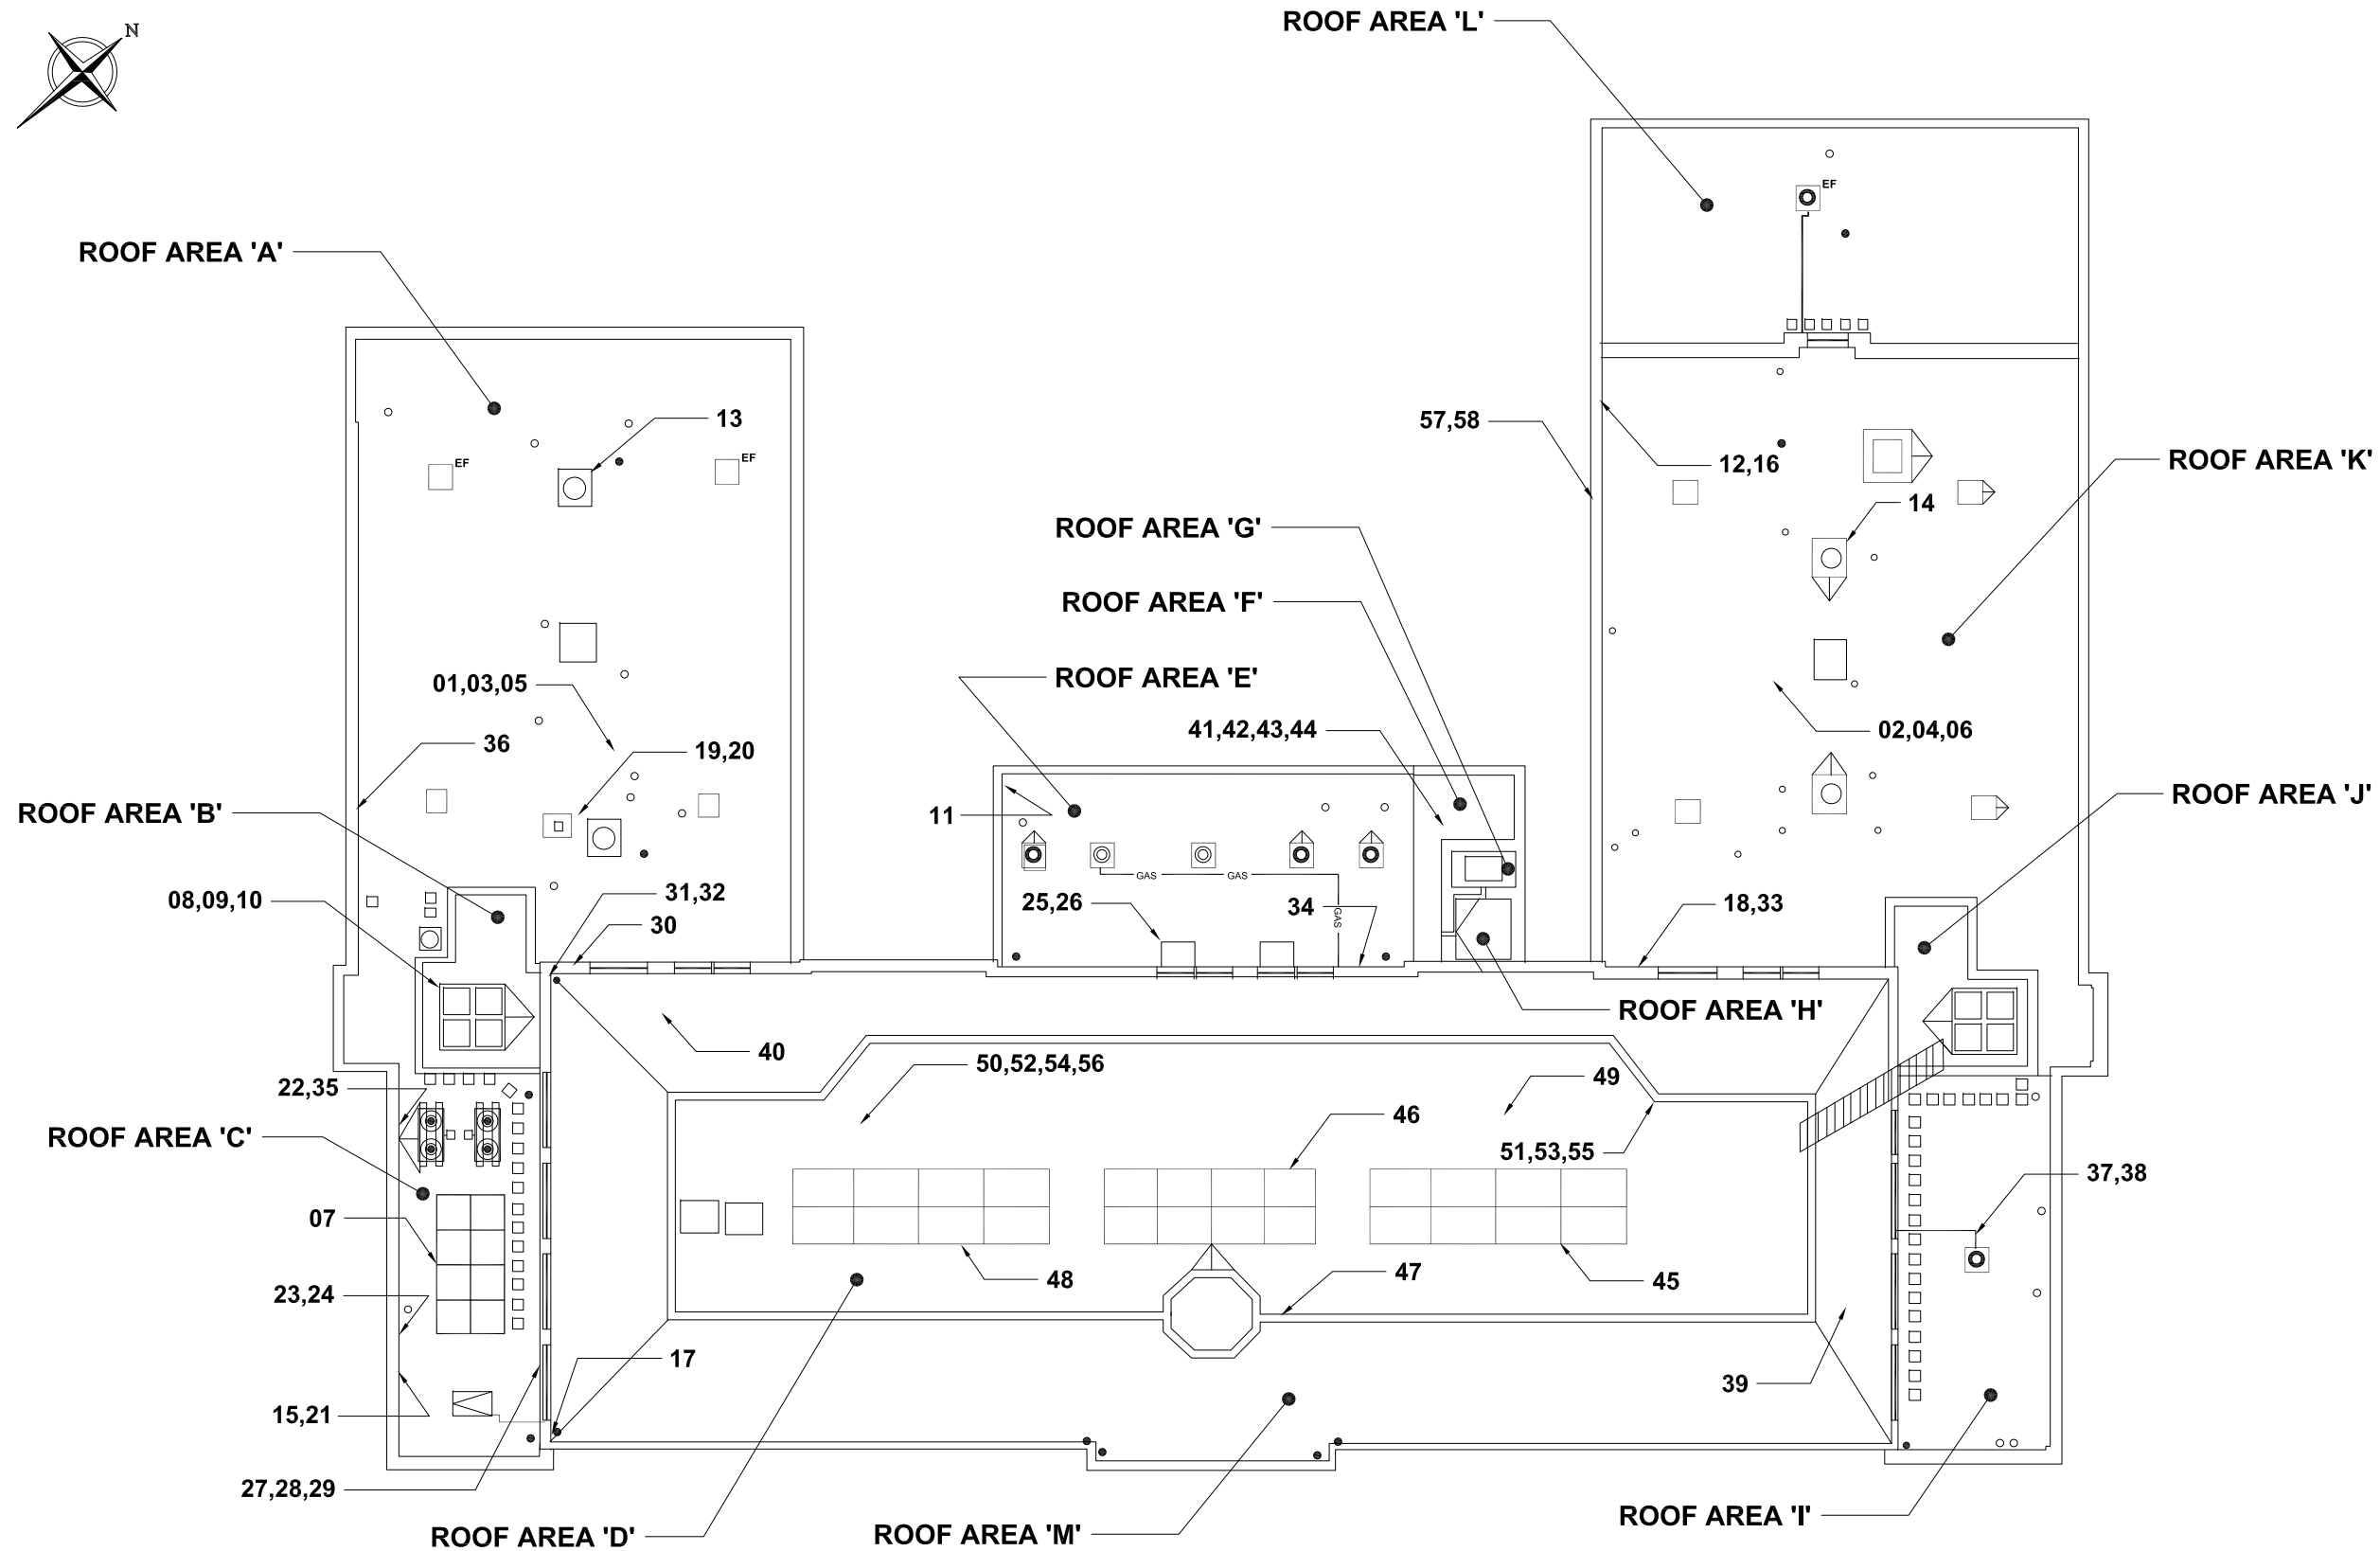 N
ROOF AREA 'L'
EF
ROOF AREA 'A'
13
57,58
12,16
ROOF AREA 'K'
EF
EF
14
ROOF AREA 'G'
ROOF AREA 'F'
ROOF AREA 'E'
01,03,05
41,42,43,44
02,04,06
36
19,20
ROOF AREA 'J'
ROOF AREA 'B'
11
GAS
GAS
08,09,10
31,32
25,26
34
GAS
18,33
30
ROOF AREA 'H'
40
50,52,54,56
49
22,35
46
ROOF AREA 'C'
51,53,55
37,38
07
48
47
45
23,24
17
39
15,21
27,28,29
ROOF AREA 'D'
ROOF AREA 'M'
ROOF AREA 'I'